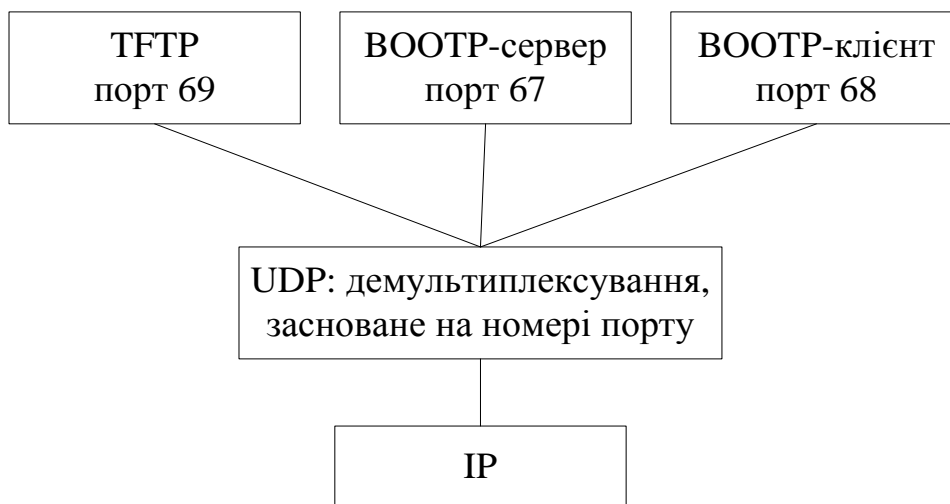 TFTP
порт 69
BOOTP-сервер
порт 67
BOOTP-клієнт
порт 68
UDP: демультиплексування,
засноване на номері порту
IP